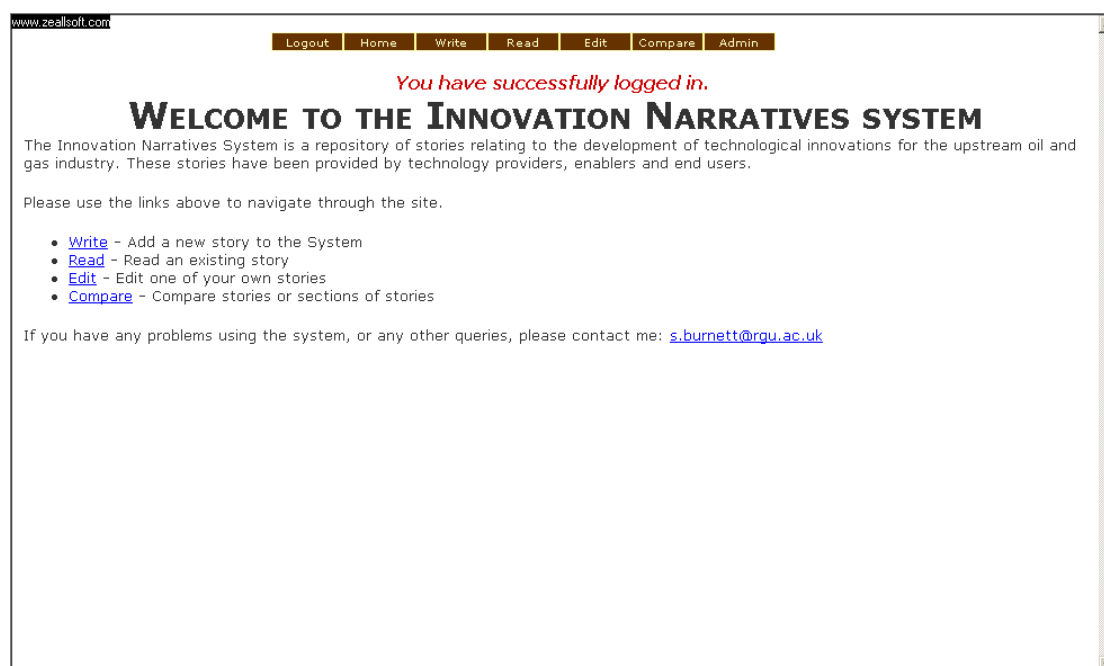 www.zeallsoft.com
Logout Home Write Read Edit Compare Admin
You have successfully logged in.
Welcome to the Innovation Narratives system
The Innovation Narratives System is a repository of stories relating to the development of technological innovations for the upstream oil and
gas industry. These stories have been provided by technology providers, enablers and end users.
Please use the links above to navigate through the site.
• Write - Add a new story to the System
• Read - Read an existing story
• Edit - Edit one of your own stories
• Compare - Compare stories or sections of stories
If you have any problems using the system, or any other queries, please contact me: s.burnett@rgu.ac.uk